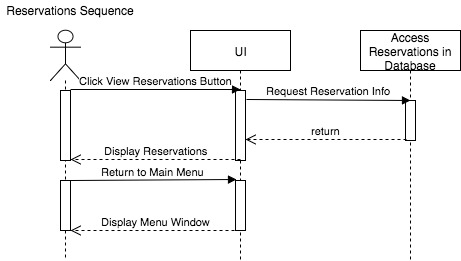 Reservations Sequence
UI
Access
Reservations in
Database
Click View Reservations Button
Request Reservation Info
return
Display Reservations
Return to Main Menu
Display Menu Window